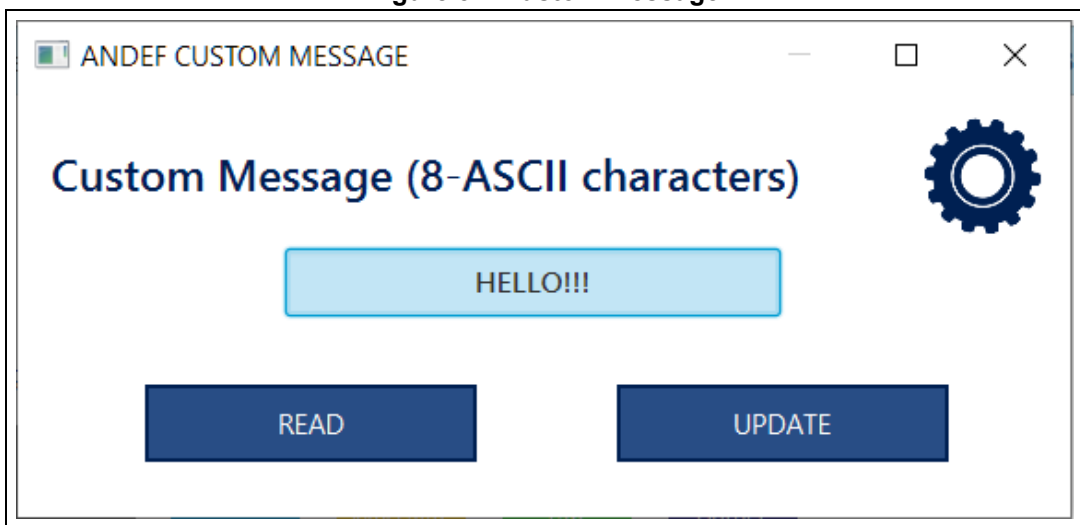 ANDEF CUSTOM MESSAGE
Custom Message (8-ASCII characters)
HELLO!!!
READ
UPDATE